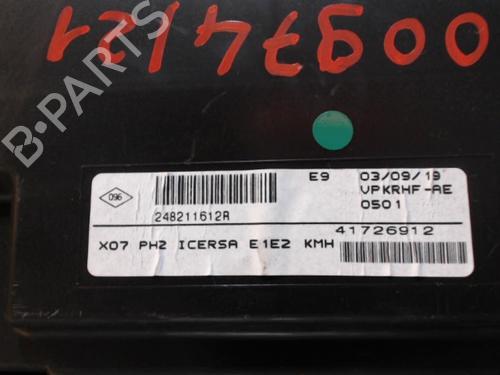 00974121
B-PARTS
E9
03/09/19
VPKRHF-AE
0501
096
248211612R
41726912
X07 PH2 ICERSA E1E2 KMH